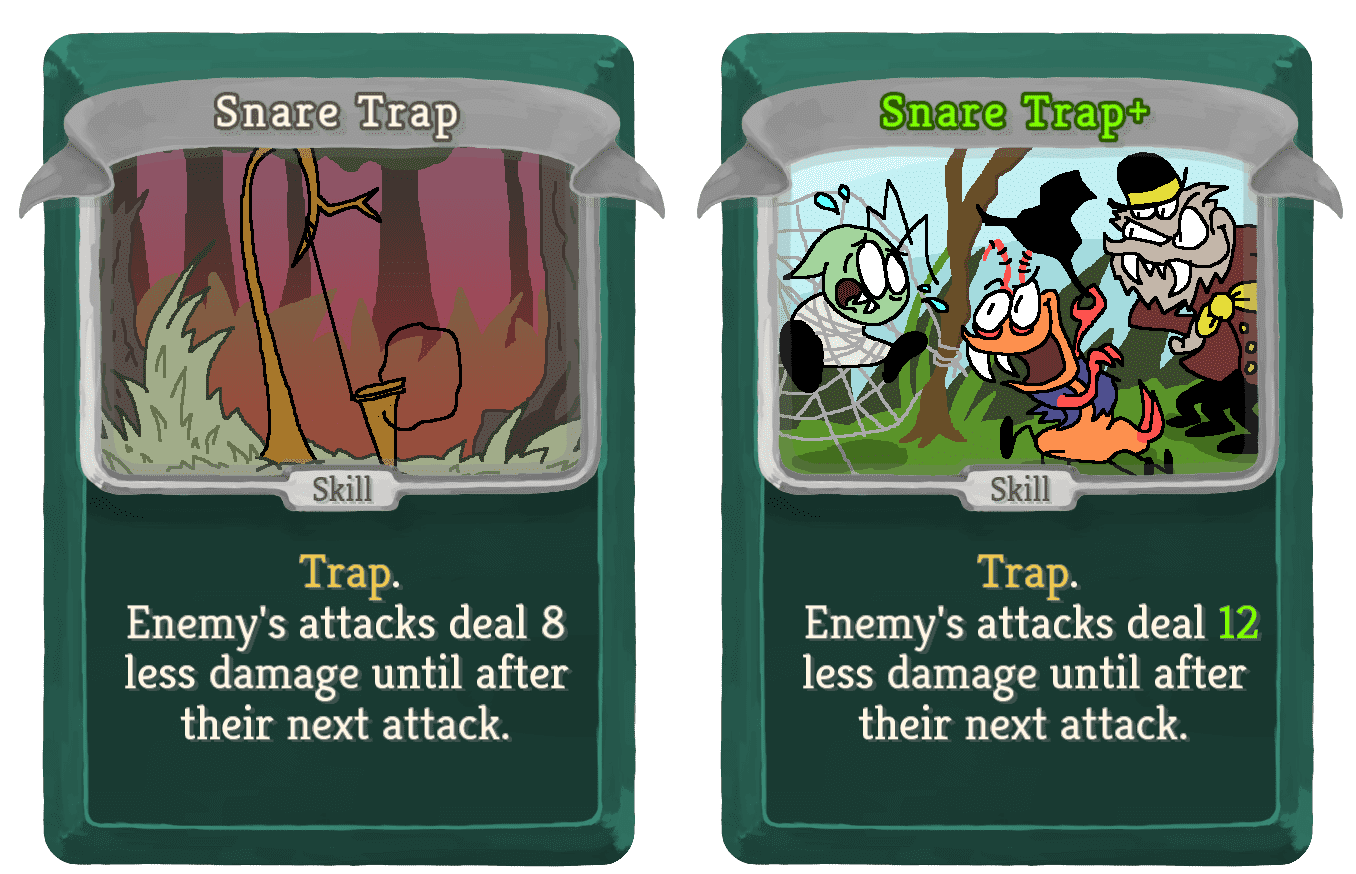 Snare Trap
Skill
Trap.
Enemy's attacks deal 8
less damage until after
their next attack.
Snare Trap+
Skill
Trap.
Enemy's attacks deal 12
less damage until after
their next attack.